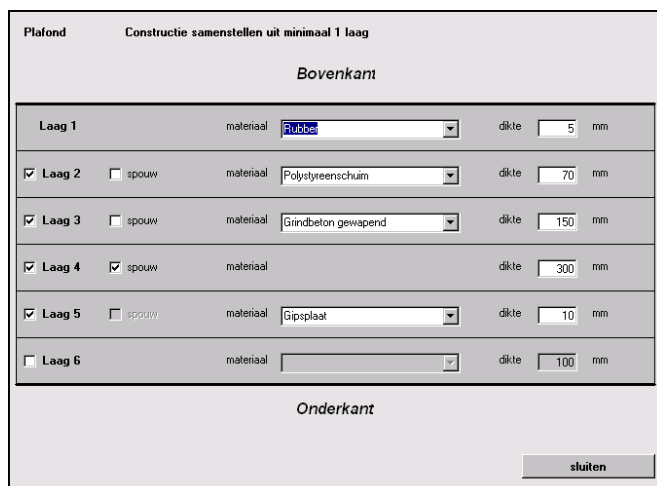 Plafond Constructie samenstellen uit minimaal 1 laag
Bovenkant
Laag 1 materiaal Rubber dikte 5 mm
Laag 2 spouw materiaal Polystyreenschuim dikte 70 mm
Laag 3 spouw materiaal Grindbeton gewapend dikte 150 mm
Laag 4 spouw materiaal dikte 300 mm
Laag 5 spouw materiaal Gipsplaat dikte 10 mm
Laag 6 materiaal dikte 100 mm
Onderkant
sluiten